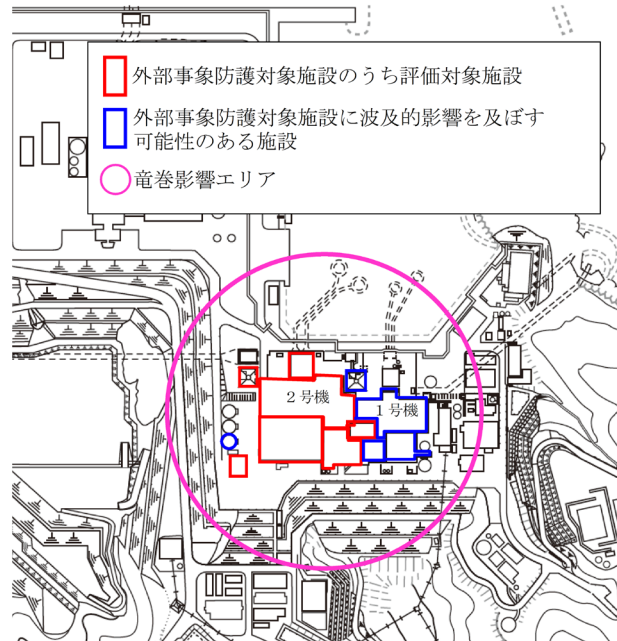 外部事象防護対象施設のうち評価対象施設
外部事象防護対象施設に波及的影響を及ぼす
可能性のある施設
竜巻影響エリア
2号機
1号機